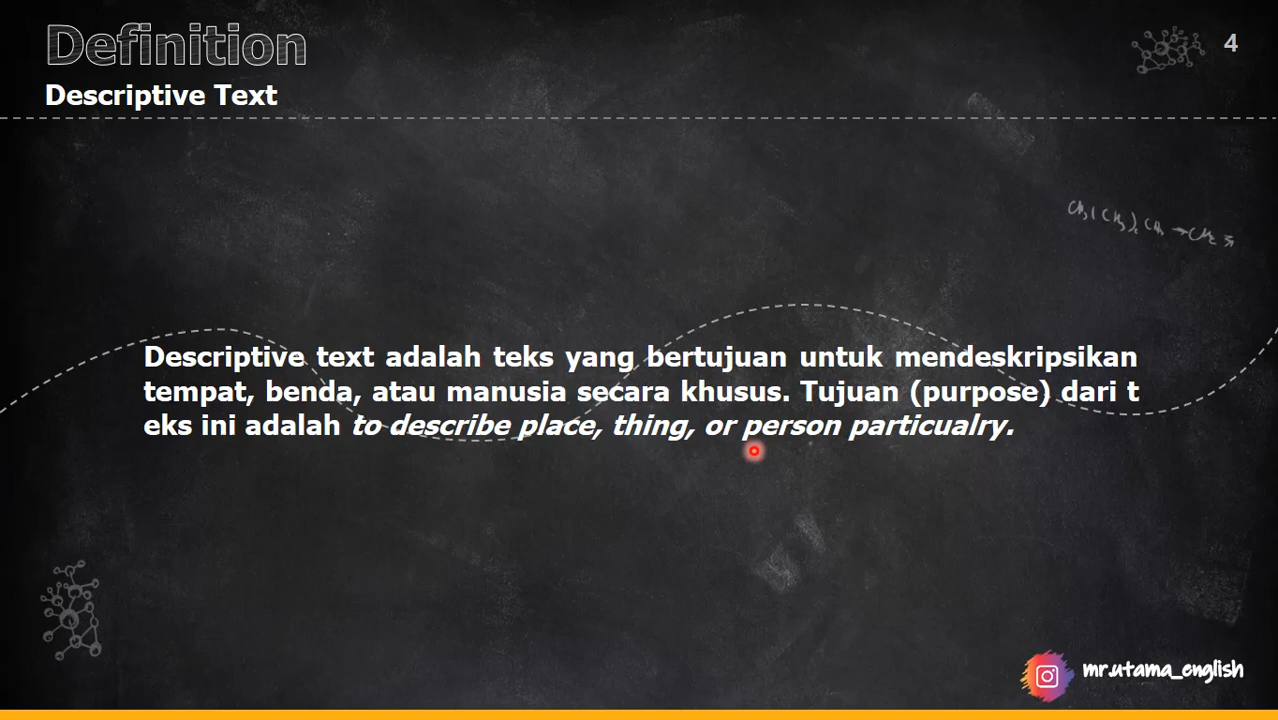 Definition
4
Descriptive Text
Descriptive text adalah teks yang bertujuan untuk mendeskripsikan
tempat, benda, atau manusia secara khusus. Tujuan (purpose) dari t
eks ini adalah to describe place, thing, or person particualry.
mr.utama_english